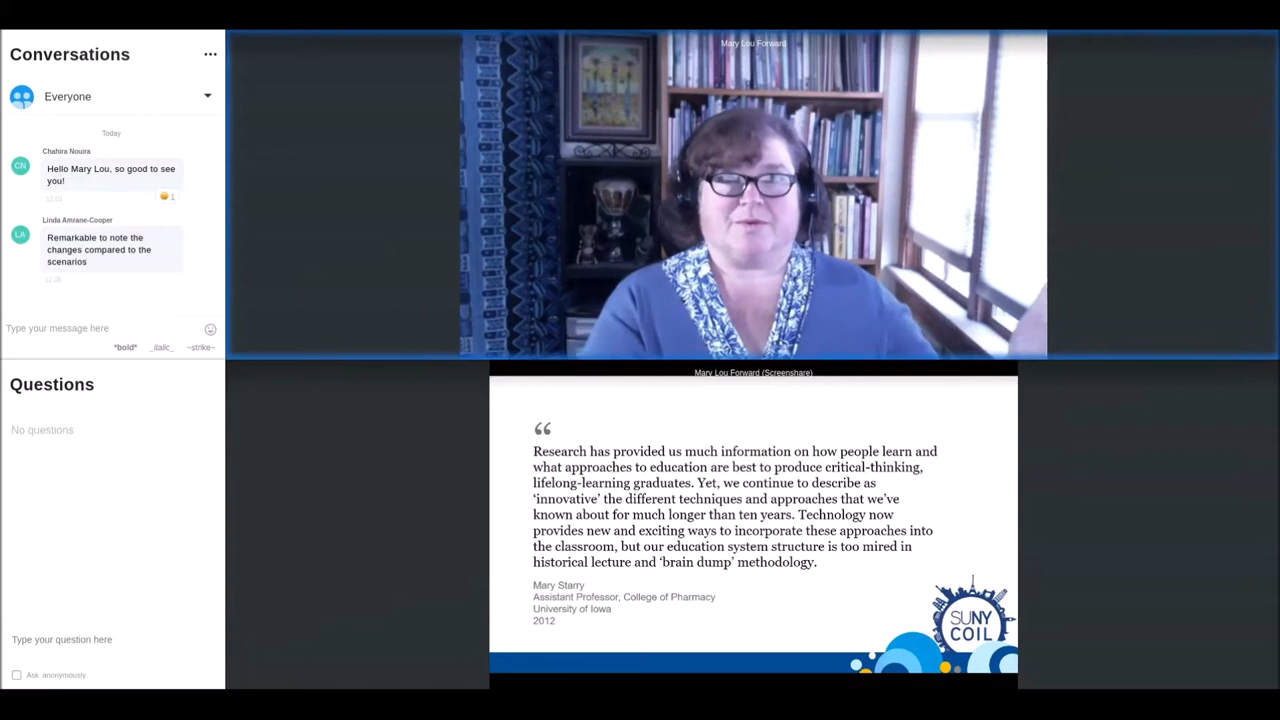 Conversations
Everyone
Today
Chahira Nouira
CN
Hello Mary Lou, so good to see
you!
12:01
1
Linda Amrane-Cooper
LA
Remarkable to note the
changes compared to the
scenarios
Type your message here
*bold* _italic_ ~strike~
Questions
No questions
Type your question here
Ask anonymously
Mary Lou Forward
Mary Lou Forward (Screenshare)
“
Research has provided us much information on how people learn and
what approaches to education are best to produce critical-thinking,
lifelong-learning graduates. Yet, we continue to describe as
‘innovative’ the different techniques and approaches that we’ve
known about for much longer than ten years. Technology now
provides new and exciting ways to incorporate these approaches into
the classroom, but our education system structure is too mired in
historical lecture and ‘brain dump’ methodology.
Mary Starry
Assistant Professor, College of Pharmacy
University of Iowa
2012
SUNY
COIL